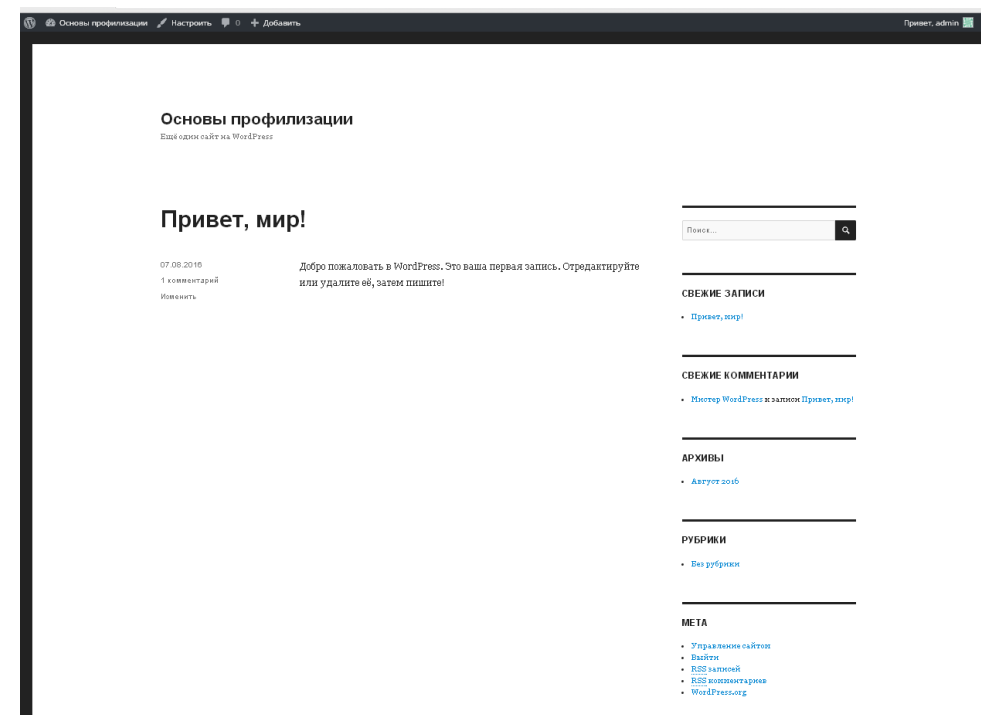 Основы профилизации Настроить 0 Добавить Привет, admin
Основы профилизации
Ещё один сайт на WordPress
Привет, мир!
07.08.2016
1 комментарий
Изменить
Добро пожаловать в WordPress. Это ваша первая запись. Отредактируйте
или удалите её, затем пишите!
Поиск…
СВЕЖИЕ ЗАПИСИ
Привет, мир!
СВЕЖИЕ КОММЕНТАРИИ
Мистер WordPress к записи Привет, мир!
АРХИВЫ
Август 2016
РУБРИКИ
Без рубрики
МЕТА
Управление сайтом
Выйти
RSS записей
RSS комментариев
WordPress.org